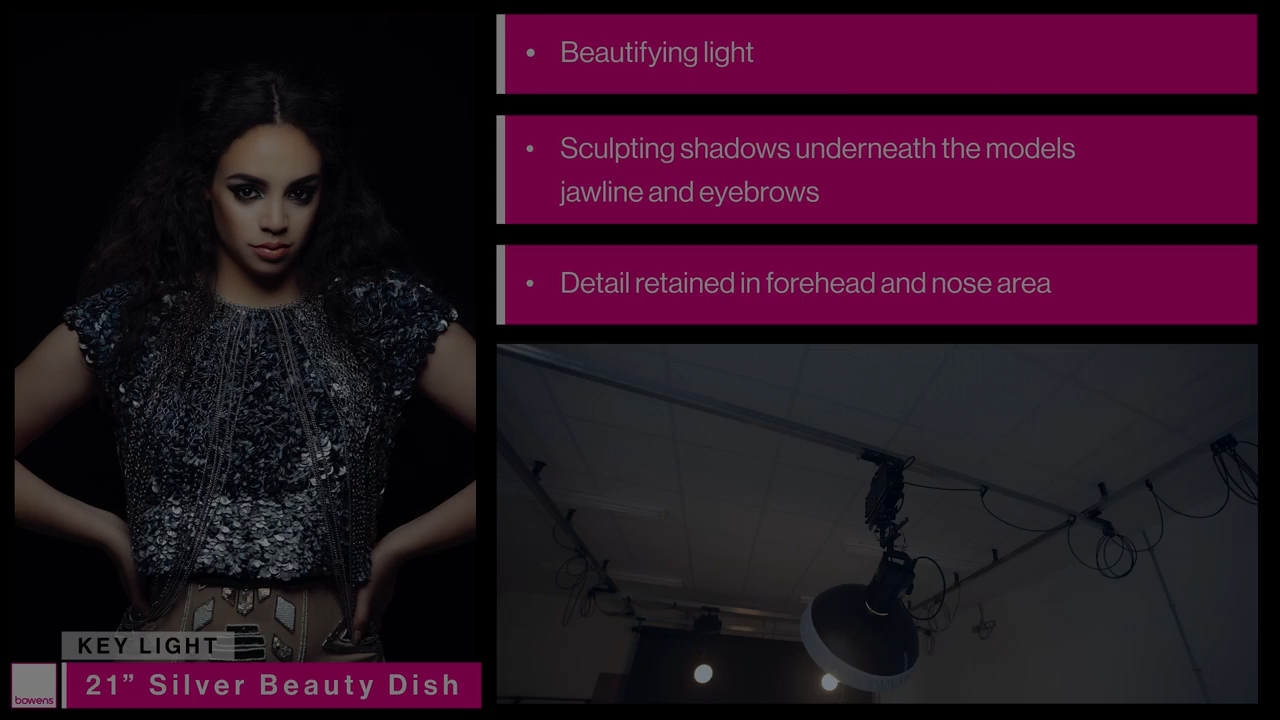 • Beautifying light
• Sculpting shadows underneath the models
jawline and eyebrows
• Detail retained in forehead and nose area
KEY LIGHT
21” Silver Beauty Dish
bowens